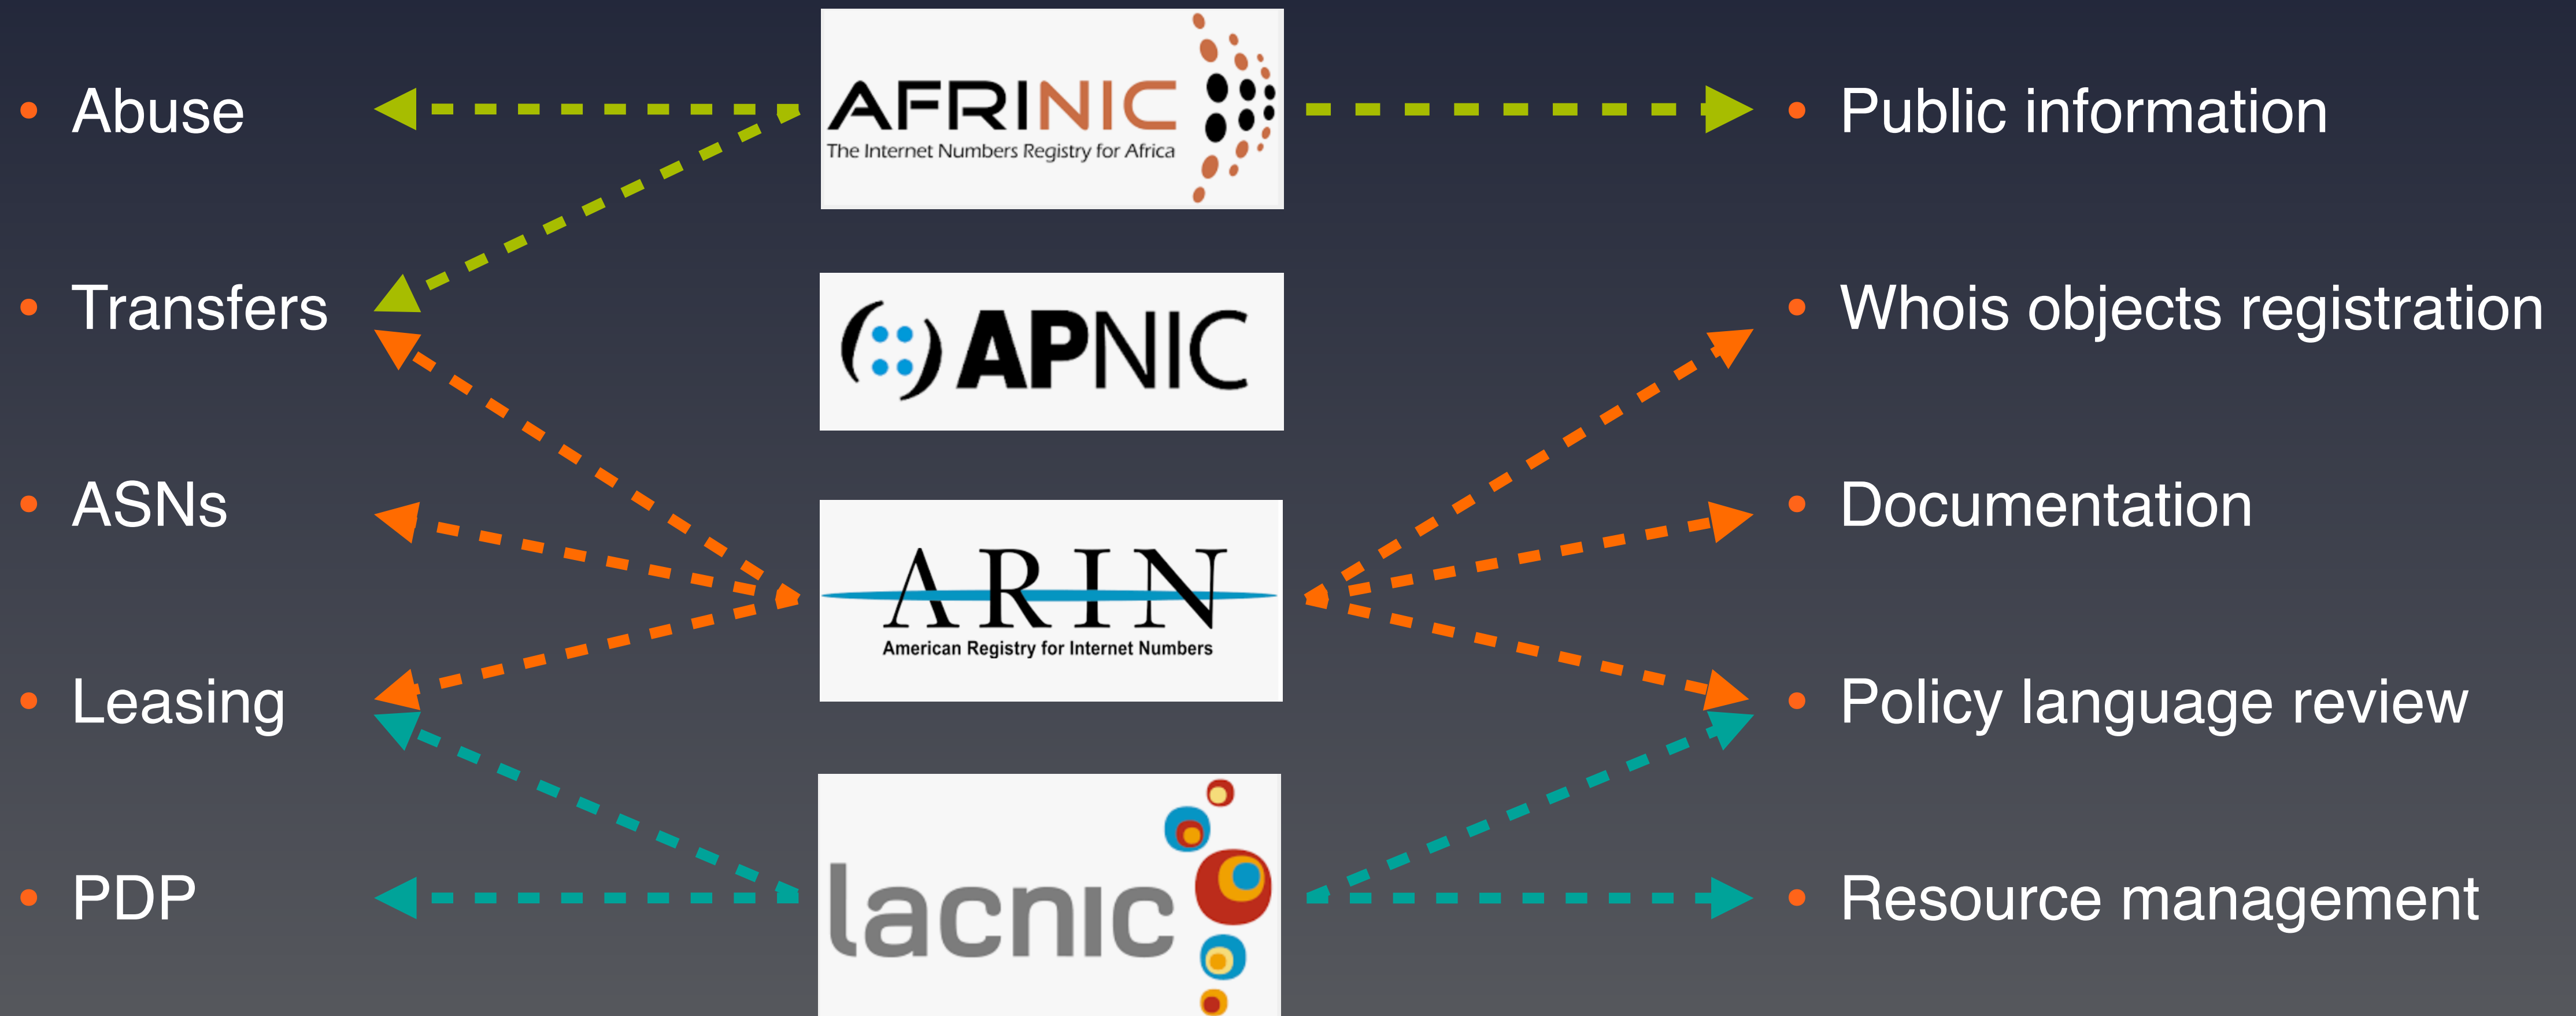 • Abuse
• Transfers
• ASNs
• Leasing
• PDP
AFRINIC
The Internet Numbers Registry for Africa
(::) APNIC
ARIN
American Registry for Internet Numbers
lacnic
• Public information
• Whois objects registration
• Documentation
• Policy language review
• Resource management